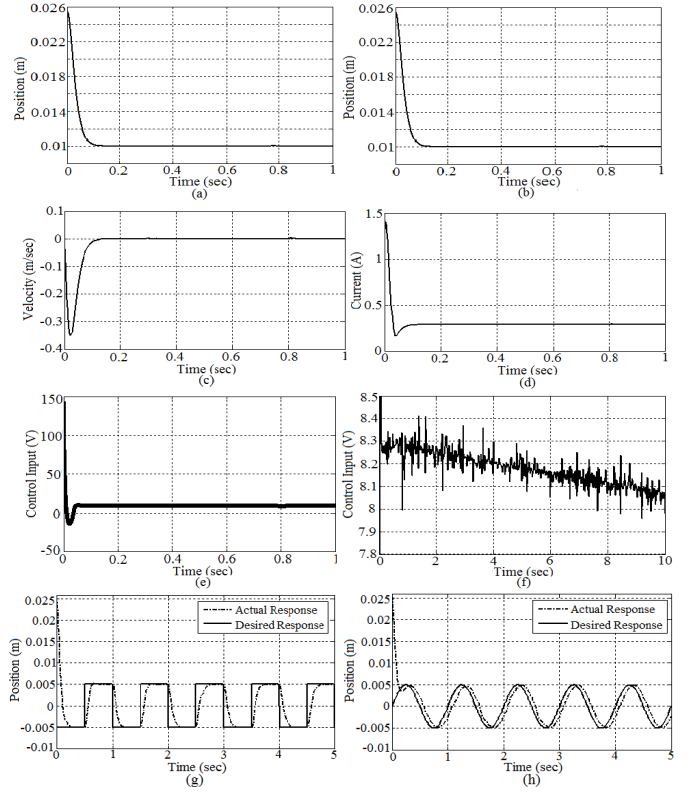 0.026
0.022
0.018
0.014
0.01
Position (m)
0 0.2 0.4 0.6 0.8 1
Time (sec)
(a)
0.026
0.022
0.018
0.014
0.01
Position (m)
0 0.2 0.4 0.6 0.8 1
Time (sec)
(b)
0.1
0
-0.1
-0.2
-0.3
-0.4
Velocity (m/sec)
0 0.2 0.4 0.6 0.8 1
Time (sec)
(c)
1.5
1
0.5
0
Current (A)
0 0.2 0.4 0.6 0.8 1
Time (sec)
(d)
150
100
50
0
-50
Control Input (V)
0 0.2 0.4 0.6 0.8 1
Time (sec)
(e)
8.5
8.4
8.3
8.2
8.1
8
7.9
7.8
Control Input (V)
0 2 4 6 8 10
Time (sec)
(f)
0.025
0.015
0.005
0
-0.005
-0.01
Position (m)
Actual Response
Desired Response
0 1 2 3 4 5
Time (sec)
(g)
0.025
0.015
0.005
0
-0.005
-0.01
Position (m)
Actual Response
Desired Response
0 1 2 3 4 5
Time (sec)
(h)